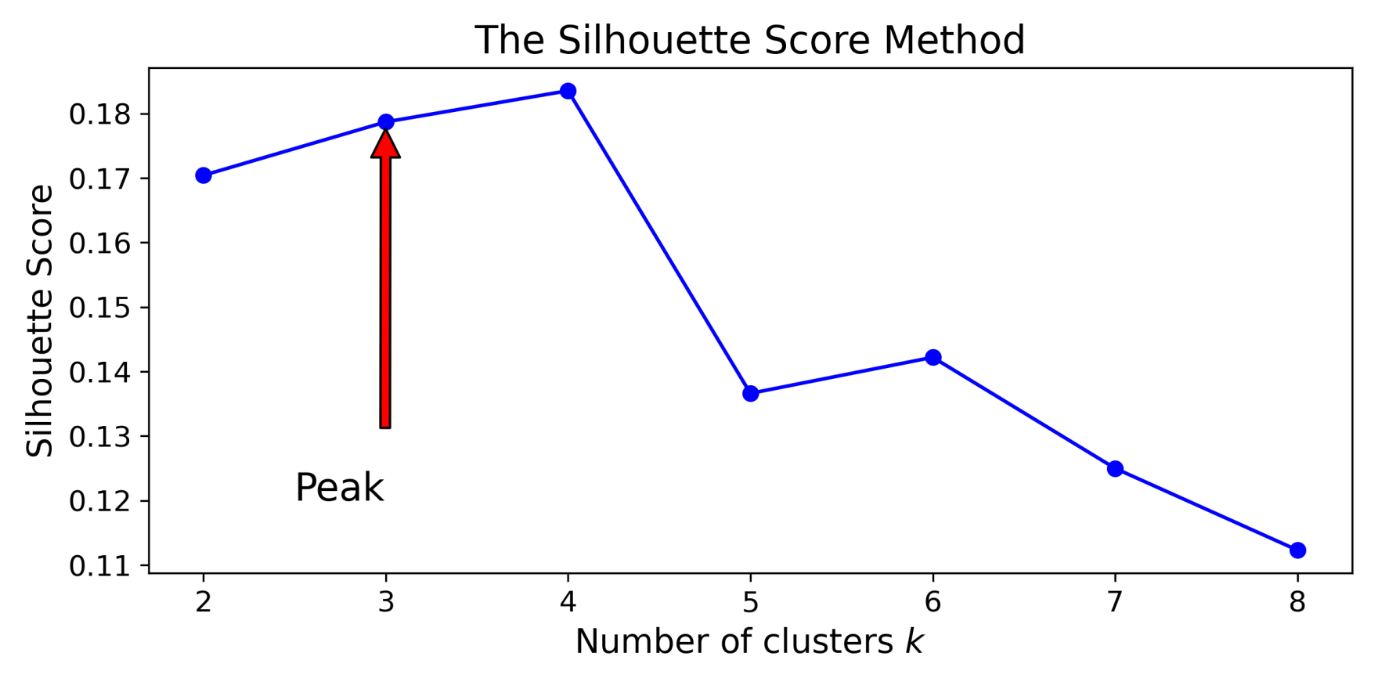 The Silhouette Score Method
Silhouette Score
0.18
0.17
0.16
0.15
0.14
0.13
0.12
0.11
Peak
2 3 4 5 6 7 8
Number of clusters k